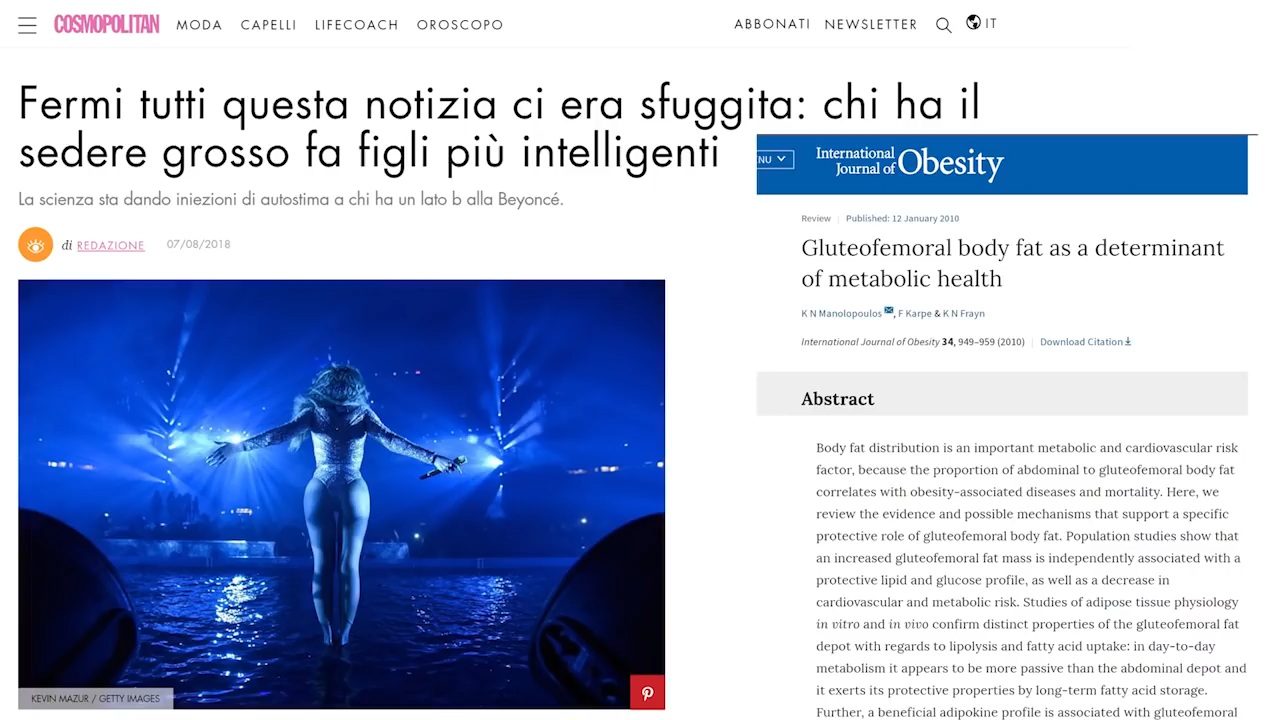 COSMOPOLITAN MODA CAPELLI LIFECOACH OROSCOPO ABBONATI NEWSLETTER IT
Fermi tutti questa notizia ci era sfuggita: chi ha il
sedere grosso fa figli più intelligenti
La scienza sta dando iniezioni di autostima a chi ha un lato b alla Beyoncé.
di REDAZIONE 07/08/2018
KEVIN MAZUR / GETTY IMAGES
NU
International
Journal of Obesity
Review | Published: 12 January 2010
Gluteofemoral body fat as a determinant
of metabolic health
K N Manolopoulos, F Karpe & K N Frayn
International Journal of Obesity 34, 949–959 (2010) | Download Citation
Abstract
Body fat distribution is an important metabolic and cardiovascular risk
factor, because the proportion of abdominal to gluteofemoral body fat
correlates with obesity-associated diseases and mortality. Here, we
review the evidence and possible mechanisms that support a specific
protective role of gluteofemoral body fat. Population studies show that
an increased gluteofemoral fat mass is independently associated with a
protective lipid and glucose profile, as well as a decrease in
cardiovascular and metabolic risk. Studies of adipose tissue physiology
in vitro and in vivo confirm distinct properties of the gluteofemoral fat
depot with regards to lipolysis and fatty acid uptake: in day-to-day
metabolism it appears to be more passive than the abdominal depot and
it exerts its protective properties by long-term fatty acid storage.
Further, a beneficial adipokine profile is associated with gluteofemoral